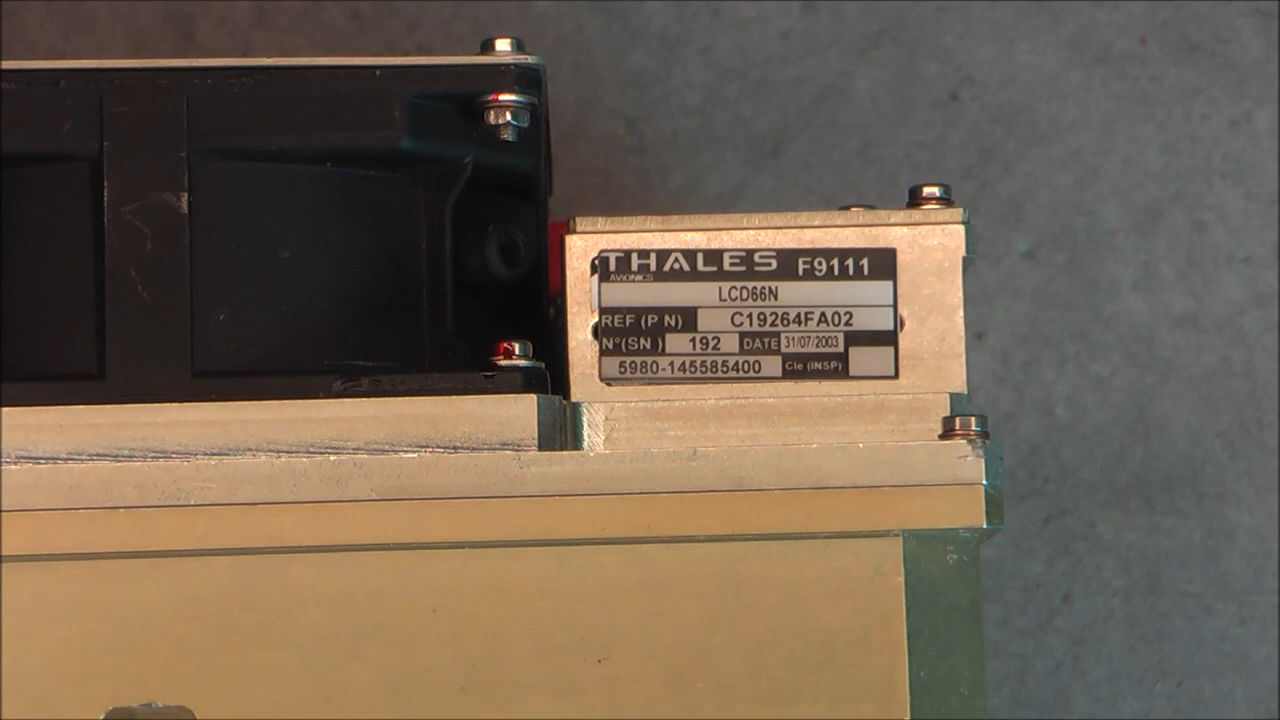 THALES F9111
AVIONICS
LCD66N
REF (P N) C19264FA02
N°(SN ) 192 DATE 31/07/2003
5980-145585400 Cle (INSP)